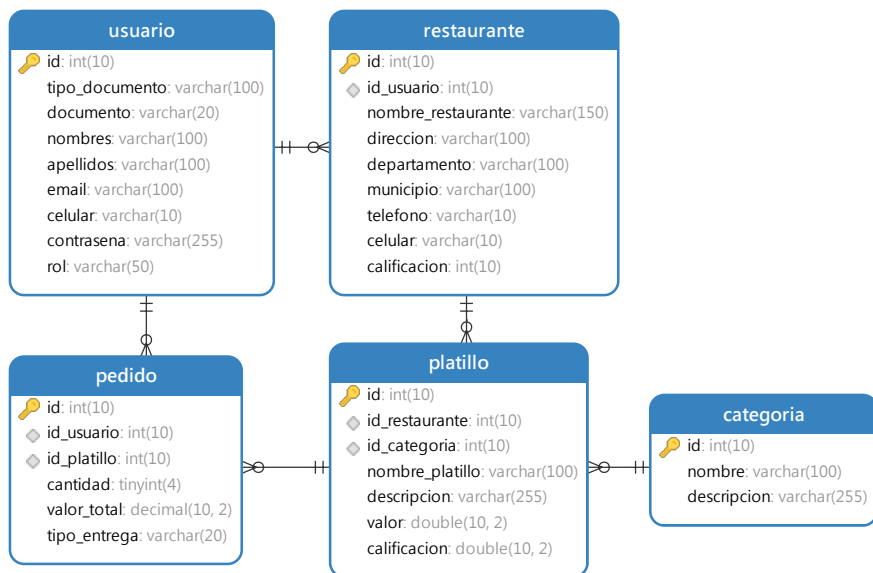 usuario
id: int(10)
tipo_documento: varchar(100)
documento: varchar(20)
nombres: varchar(100)
apellidos: varchar(100)
email: varchar(100)
celular: varchar(10)
contrasena: varchar(255)
rol: varchar(50)
restaurante
id: int(10)
id_usuario: int(10)
nombre_restaurante: varchar(150)
direccion: varchar(100)
departamento: varchar(100)
municipio: varchar(100)
telefono: varchar(10)
celular: varchar(10)
calificacion: int(10)
pedido
id: int(10)
id_usuario: int(10)
id_platillo: int(10)
cantidad: tinyint(4)
valor_total: decimal(10, 2)
tipo_entrega: varchar(20)
platillo
id: int(10)
id_restaurante: int(10)
id_categoria: int(10)
nombre_platillo: varchar(100)
descripcion: varchar(255)
valor: double(10, 2)
calificacion: double(10, 2)
categoria
id: int(10)
nombre: varchar(100)
descripcion: varchar(255)